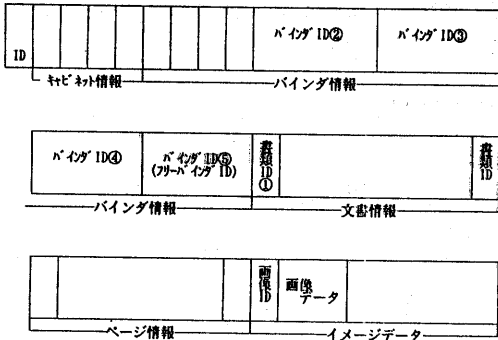 ID
バインダID②
バインダID③
キャビネット情報
バインダ情報
バインダID④
バインダID⑤
(フリーバインダID)
書類ID①
書類ID
バインダ情報
文書情報
画像ID
画像データ
ページ情報
イメージデータ